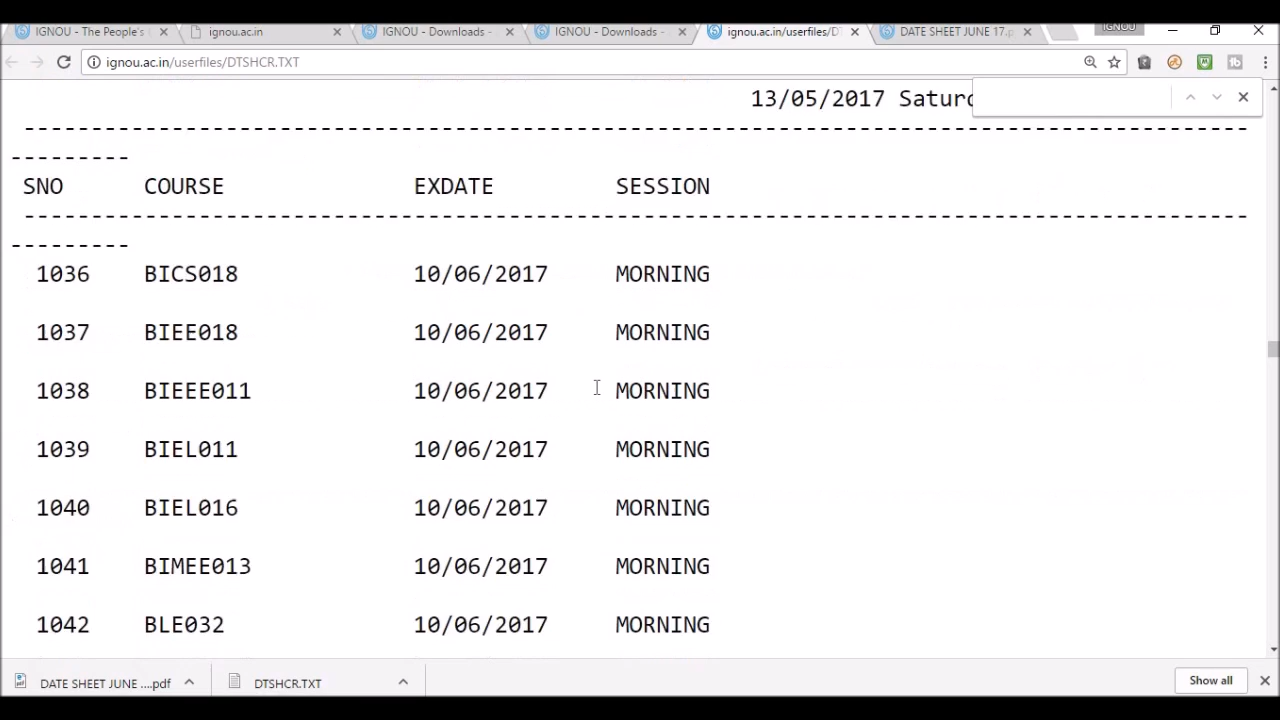 IGNOU - The People's
ignou.ac.in
IGNOU - Downloads -
IGNOU - Downloads -
ignou.ac.in/userfiles/D
DATE SHEET JUNE 17.p
IGNOU
ignou.ac.in/userfiles/DTSHCR.TXT
13/05/2017 Saturd
--------------------------------------------------------------------------------------------
---------
SNO COURSE EXDATE SESSION
--------------------------------------------------------------------------------------------
---------
1036 BICS018 10/06/2017 MORNING
1037 BIEE018 10/06/2017 MORNING
1038 BIEEE011 10/06/2017 MORNING
1039 BIEL011 10/06/2017 MORNING
1040 BIEL016 10/06/2017 MORNING
1041 BIMEE013 10/06/2017 MORNING
1042 BLE032 10/06/2017 MORNING
DATE SHEET JUNE ....pdf
DTSHCR.TXT
Show all